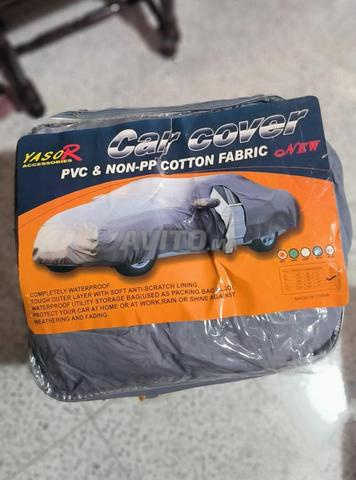 YASOR
ACCESSORIES
Car cover
NEW
PVC & NON-PP COTTON FABRIC
AVITO
COMPLETELY WATERPROOF
TOUGH OUTER LAYER WITH SOFT ANTI-SCRATCH LINING.
WATERPROOF UTILITY STORAGE BAG(USED AS PACKING BAG
PROTECT YOUR CAR AT HOME OR AT WORK,RAIN OR SHINE AGAINST
WEATHERING AND FADING.
MADE IN CHINA